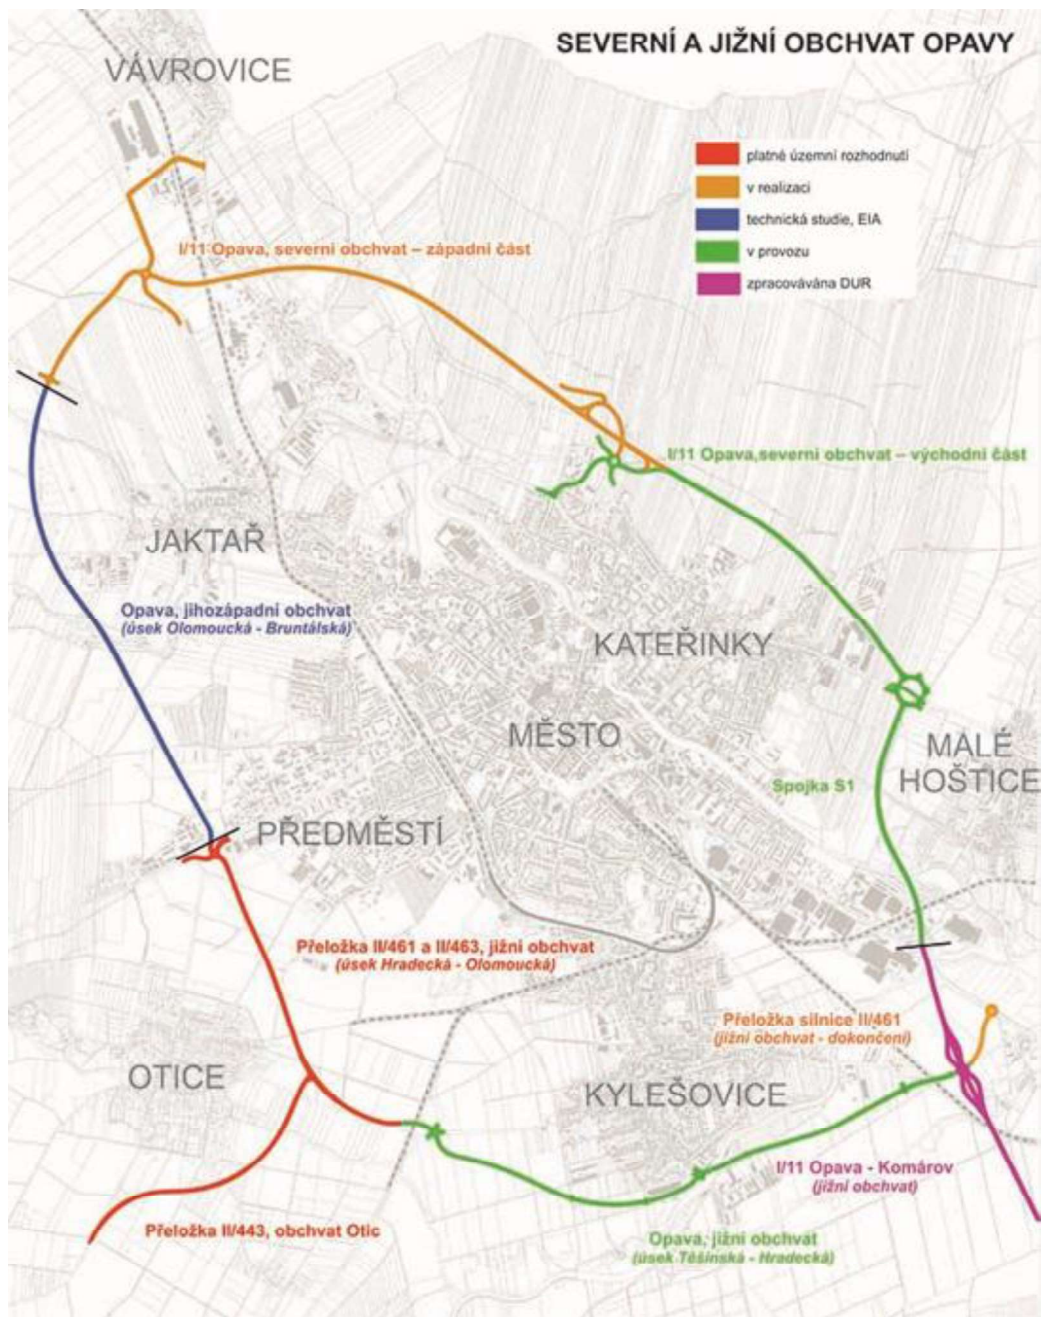 SEVERNÍ A JIŽNÍ OBCHVAT OPAVY
VÁVROVICE
platné územní rozhodnutí
v realizaci
technická studie, EIA
v provozu
zpracovávána DUR
I/11 Opava, severní obchvat – západní část
I/11 Opava,severní obchvat – východní část
JAKTAŘ
Opava, jihozápadní obchvat
(úsek Olomoucká - Bruntálská)
KATEŘINKY
MĚSTO
MALÉ
HOŠTICE
Spojka S1
PŘEDMĚSTÍ
Přeložka II/461 a II/463, jižní obchvat
(úsek Hradecká - Olomoucká)
Přeložka silnice II/461
(jižní obchvat - dokončení)
OTICE
KYLEŠOVICE
I/11 Opava - Komárov
(jižní obchvat)
Přeložka II/443, obchvat Otic
Opava, jižní obchvat
(úsek Těšínská - Hradecká)